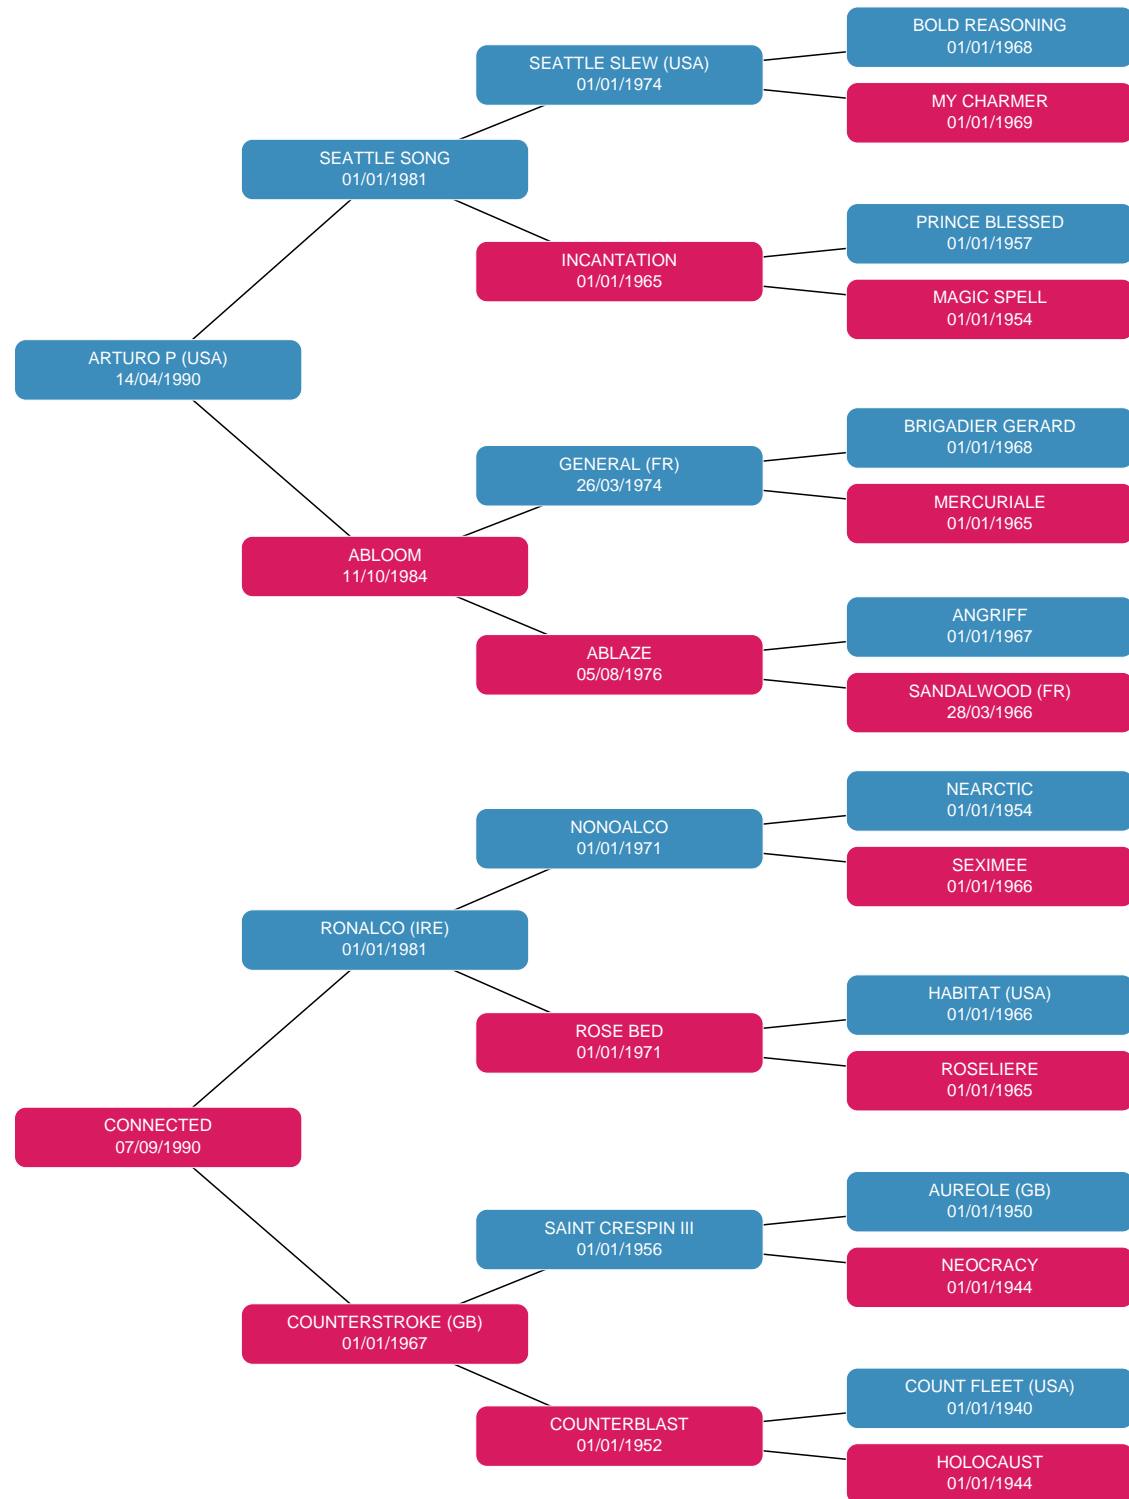 BOLD REASONING
01/01/1968
SEATTLE SLEW (USA)
01/01/1974
MY CHARMER
01/01/1969
SEATTLE SONG
01/01/1981
PRINCE BLESSED
01/01/1957
INCANTATION
01/01/1965
MAGIC SPELL
01/01/1954
ARTURO P (USA)
14/04/1990
BRIGADIER GERARD
01/01/1968
GENERAL (FR)
26/03/1974
MERCURIALE
01/01/1965
ABLOOM
11/10/1984
ANGRIFF
01/01/1967
ABLAZE
05/08/1976
SANDALWOOD (FR)
28/03/1966
NEARCTIC
01/01/1954
NONOALCO
01/01/1971
SEXIMEE
01/01/1966
RONALCO (IRE)
01/01/1981
HABITAT (USA)
01/01/1966
ROSE BED
01/01/1971
ROSELIERE
01/01/1965
CONNECTED
07/09/1990
AUREOLE (GB)
01/01/1950
SAINT CRESPIN III
01/01/1956
NEOCRACY
01/01/1944
COUNTERSTROKE (GB)
01/01/1967
COUNT FLEET (USA)
01/01/1940
COUNTERBLAST
01/01/1952
HOLOCAUST
01/01/1944